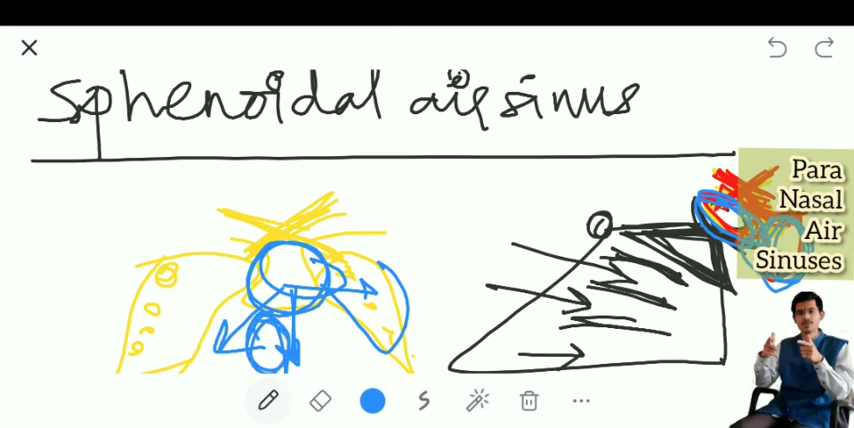 Sphenoidal air sinus
Para
Nasal
Air
Sinuses